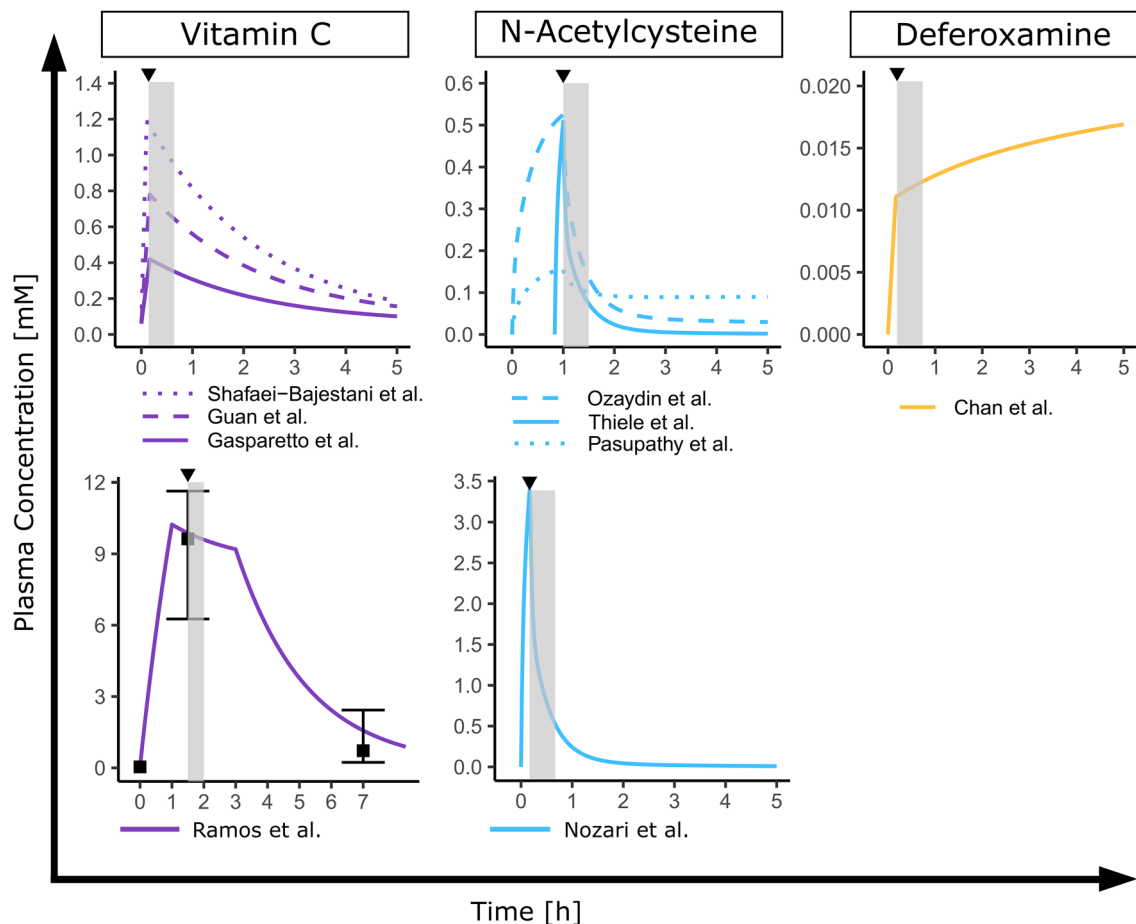 Vitamin C
N-Acetylcysteine
Deferoxamine
Plasma Concentration [mM]
1.4
1.2
1.0
0.8
0.6
0.4
0.2
0.0
0 1 2 3 4 5
Shafaei−Bajestani et al.
Guan et al.
Gasparetto et al.
0.6
0.5
0.4
0.3
0.2
0.1
0.0
0 1 2 3 4 5
Ozaydin et al.
Thiele et al.
Pasupathy et al.
0.020
0.015
0.010
0.005
0.000
0 1 2 3 4 5
Chan et al.
12
9
6
3
0
0 1 2 3 4 5 6 7
Ramos et al.
3.5
3.0
2.5
2.0
1.5
1.0
0.5
0.0
0 1 2 3 4 5
Nozari et al.
Time [h]